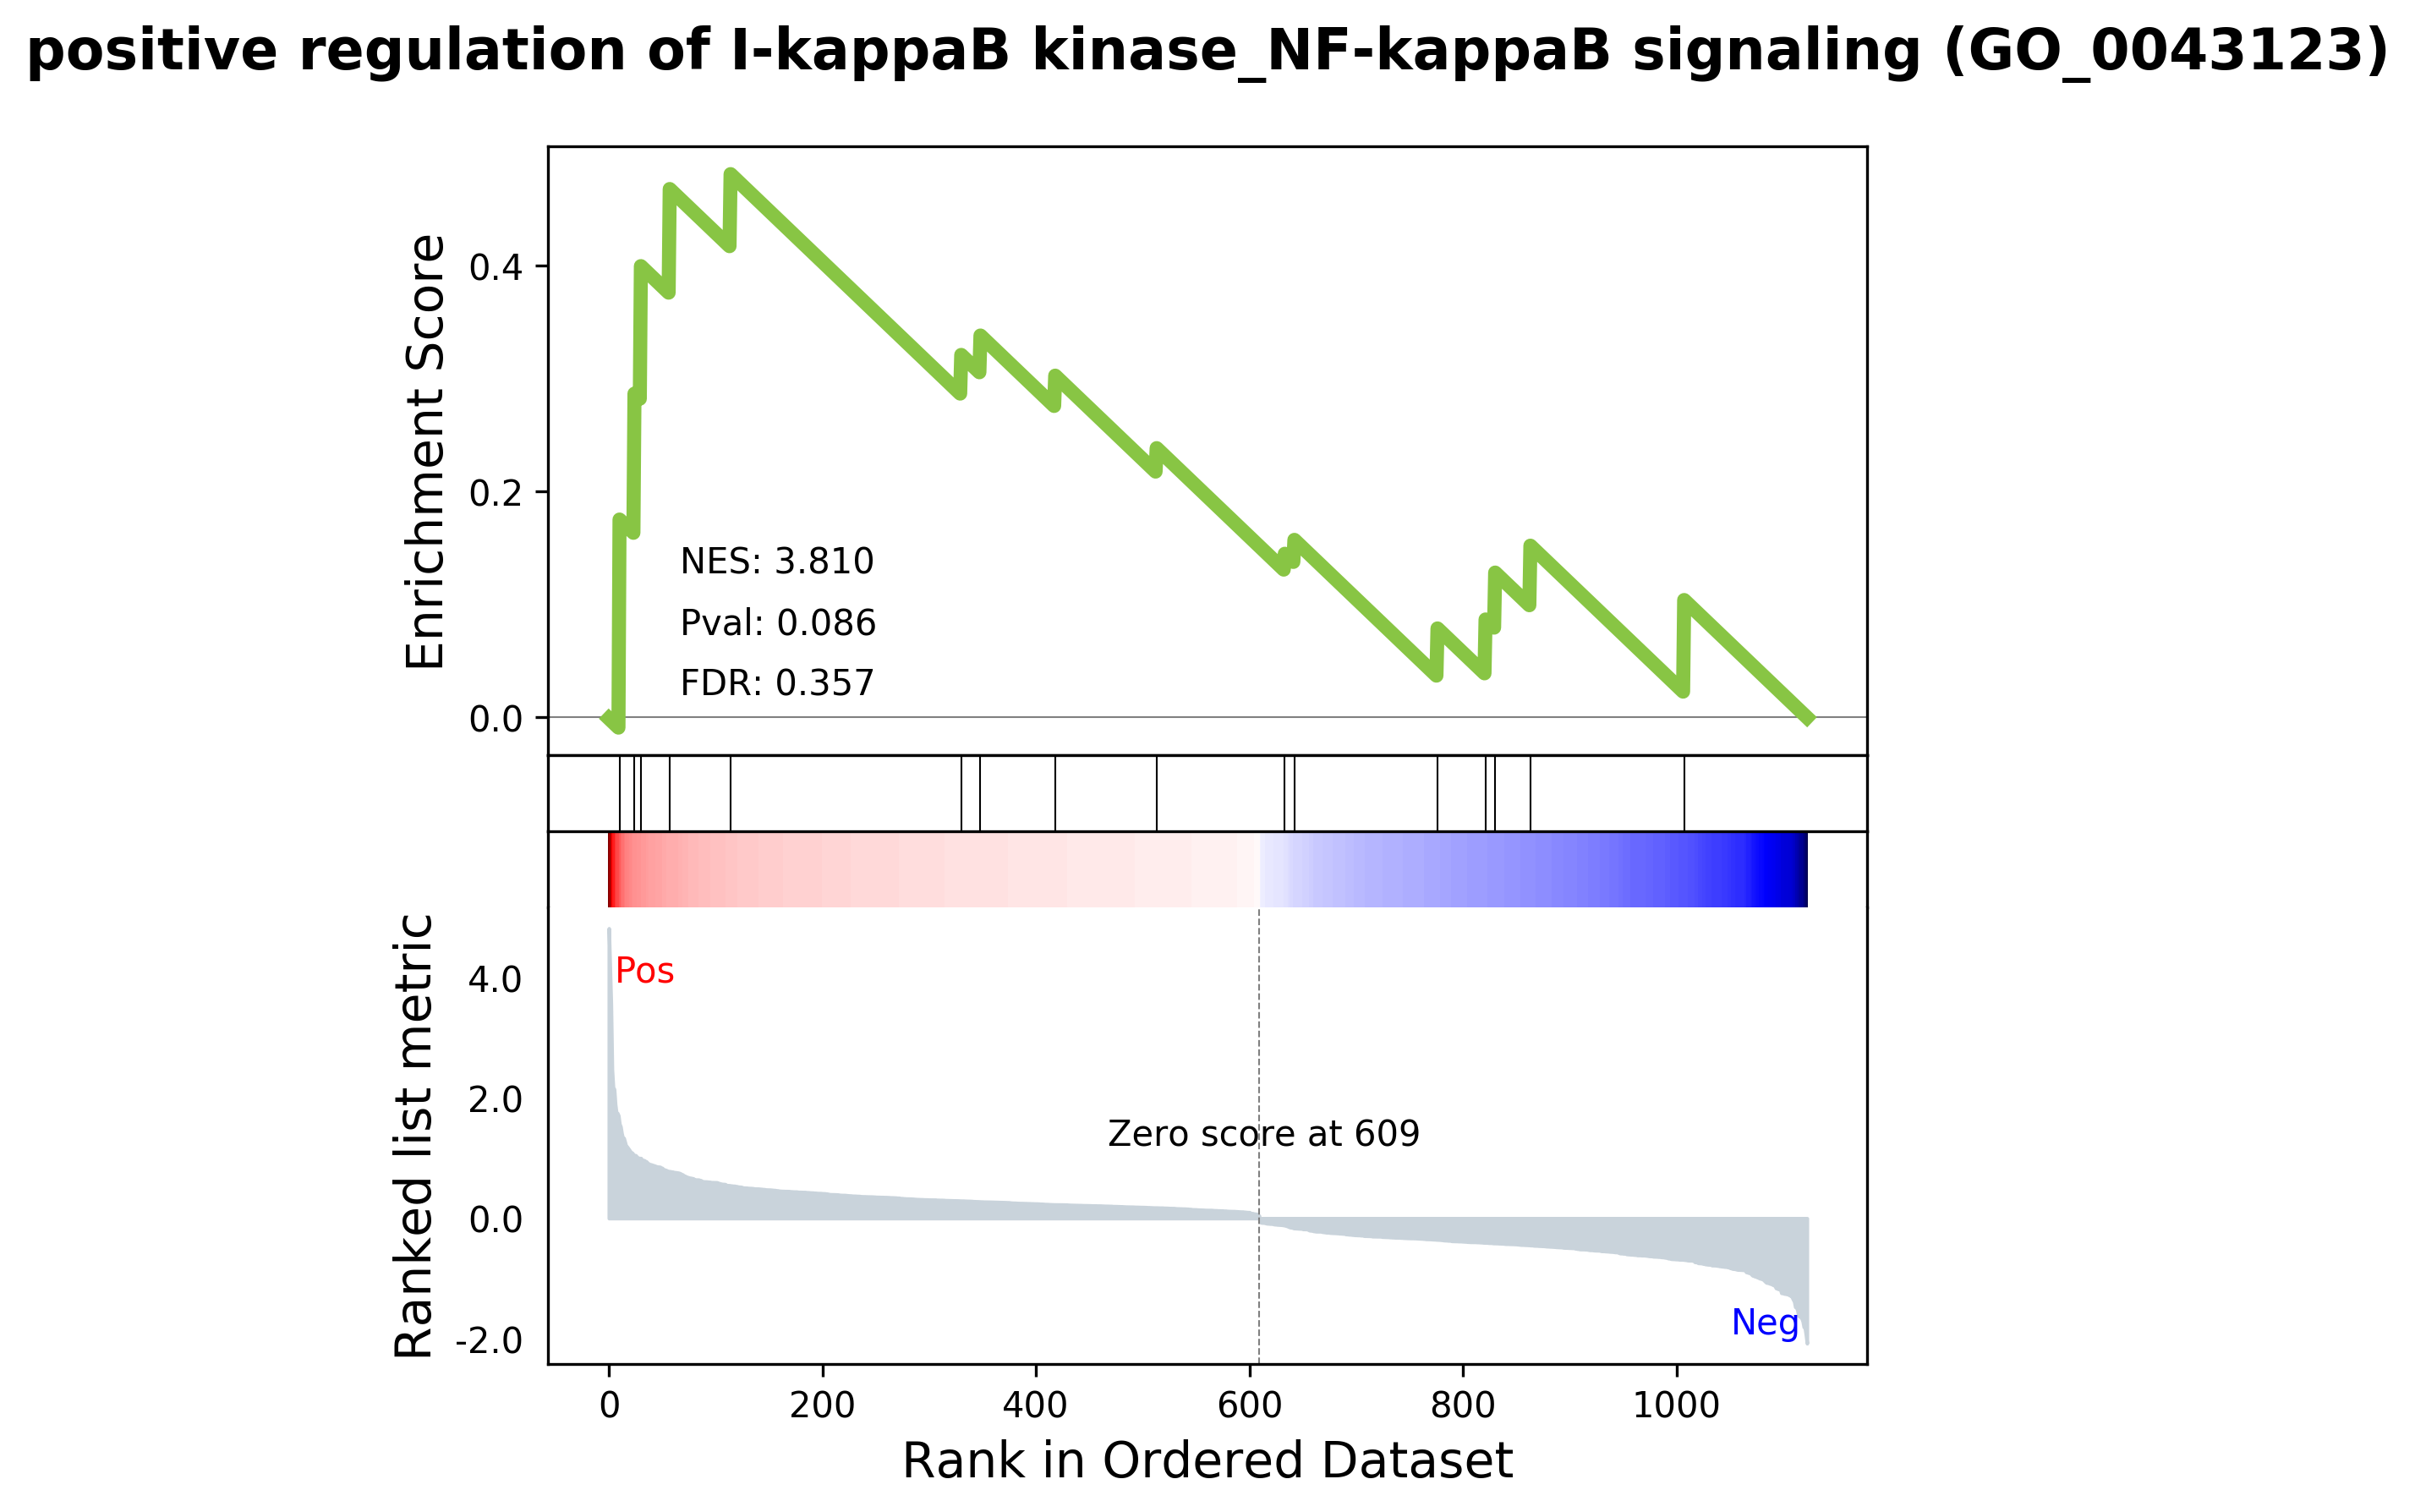 positive regulation of I-kappaB kinase_NF-kappaB signaling (GO_0043123)
Enrichment Score
0.4
0.2
0.0
NES: 3.810
Pval: 0.086
FDR: 0.357
Ranked list metric
4.0
2.0
0.0
-2.0
Pos
Zero score at 609
Neg
0 200 400 600 800 1000
Rank in Ordered Dataset